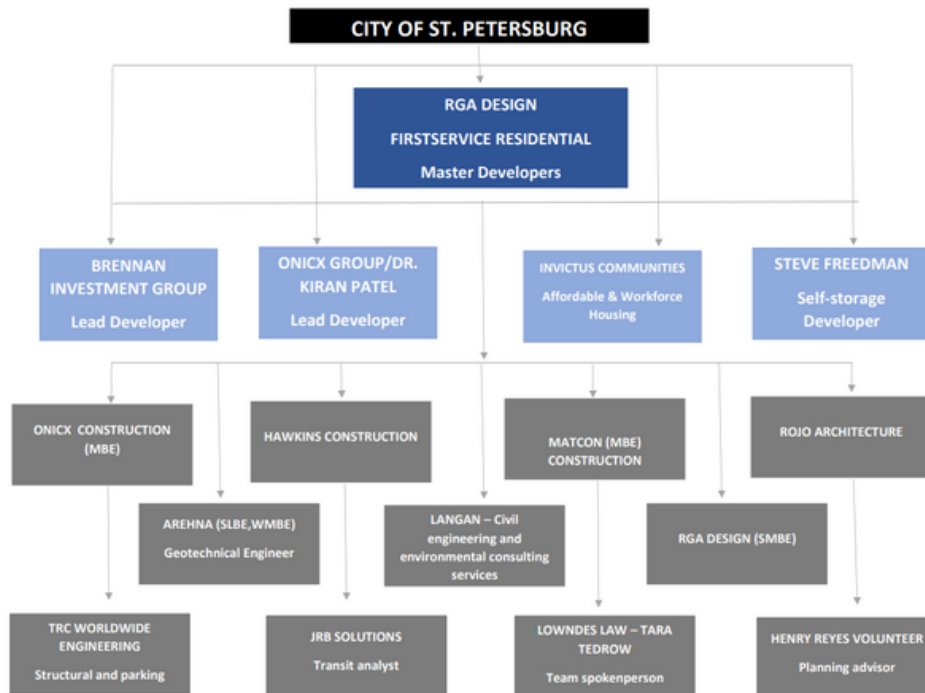 CITY OF ST. PETERSBURG
RGA DESIGN
FIRSTSERVICE RESIDENTIAL
Master Developers
BRENNAN
INVESTMENT GROUP
Lead Developer
ONICX GROUP/DR.
KIRAN PATEL
Lead Developer
INVICTUS COMMUNITIES
Affordable & Workforce
Housing
STEVE FREEDMAN
Self-storage
Developer
ONICX CONSTRUCTION
(MBE)
HAWKINS CONSTRUCTION
MATCON (MBE)
CONSTRUCTION
ROJO ARCHITECTURE
AREHNA (SLBE,WMBE)
Geotechnical Engineer
LANGAN – Civil
engineering and
environmental consulting
services
RGA DESIGN (SMBE)
TRC WORLDWIDE
ENGINEERING
Structural and parking
JRB SOLUTIONS
Transit analyst
LOWNDES LAW – TARA
TEDROW
Team spokenperson
HENRY REYES VOLUNTEER
Planning advisor